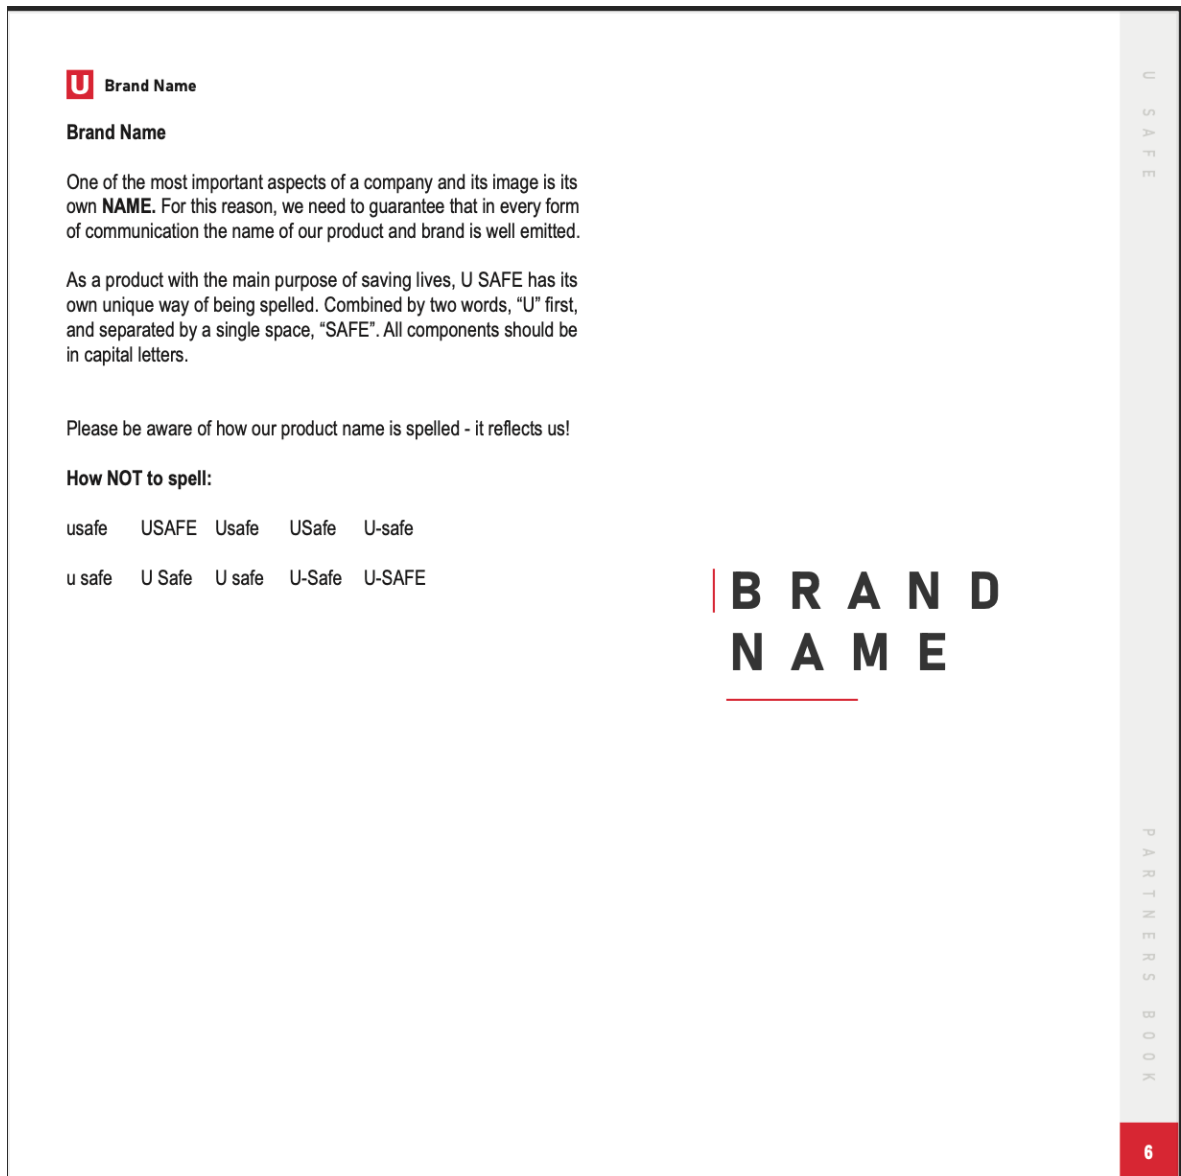 U Brand Name
Brand Name
One of the most important aspects of a company and its image is its
own NAME. For this reason, we need to guarantee that in every form
of communication the name of our product and brand is well emitted.
As a product with the main purpose of saving lives, U SAFE has its
own unique way of being spelled. Combined by two words, “U” first,
and separated by a single space, “SAFE”. All components should be
in capital letters.
Please be aware of how our product name is spelled - it reflects us!
How NOT to spell:
usafe USAFE Usafe USafe U-safe
u safe U Safe U safe U-Safe U-SAFE
BRAND
NAME
U SAFE
PARTNERS BOOK
6